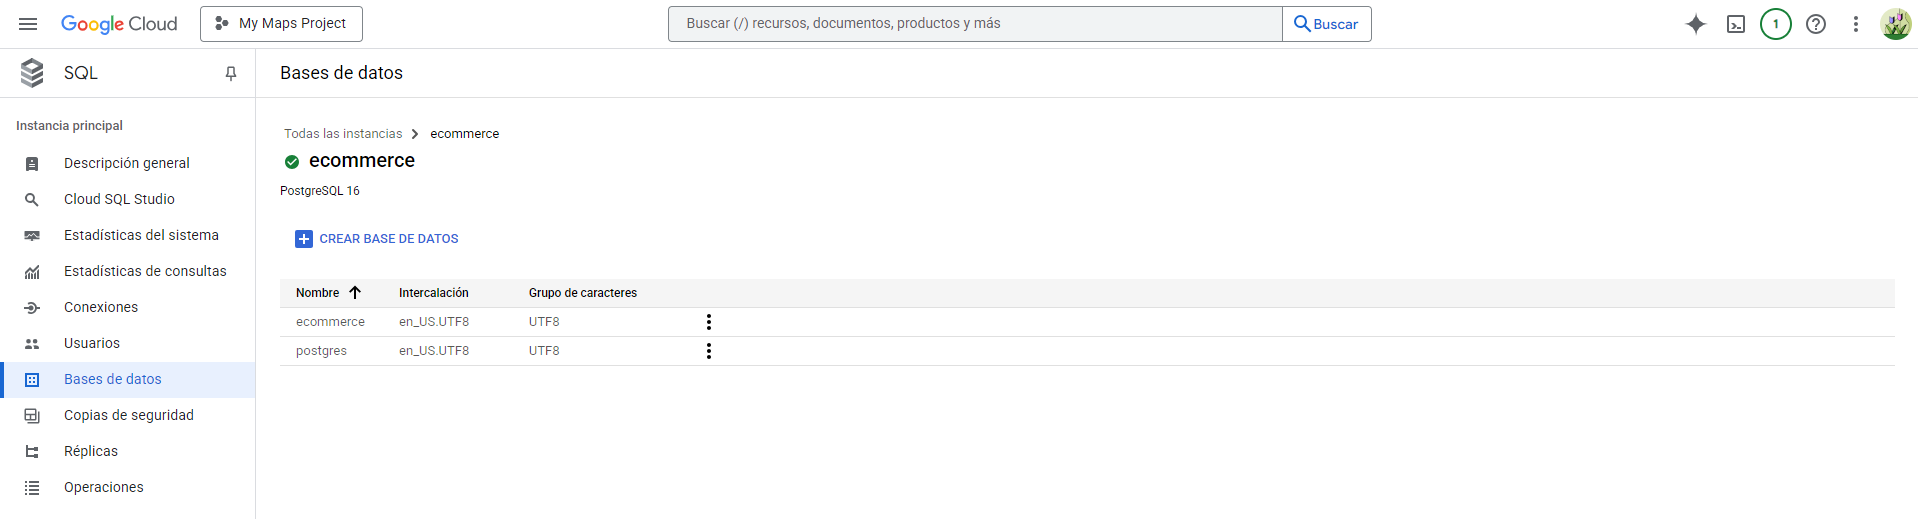 Google Cloud
My Maps Project
Buscar (/) recursos, documentos, productos y más
Buscar
1
SQL
Bases de datos
Instancia principal
Descripción general
Cloud SQL Studio
Estadísticas del sistema
Estadísticas de consultas
Conexiones
Usuarios
Bases de datos
Copias de seguridad
Réplicas
Operaciones
Todas las instancias ecommerce
ecommerce
PostgreSQL 16
CREAR BASE DE DATOS
Nombre Intercalación Grupo de caracteres
ecommerce en_US.UTF8 UTF8
postgres en_US.UTF8 UTF8